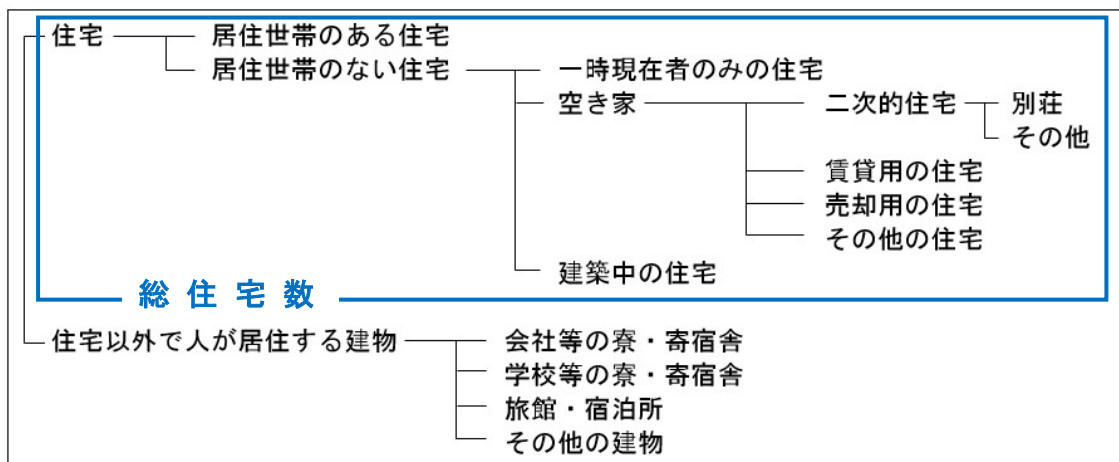 住宅 居住世帯のある住宅
居住世帯のない住宅 一時現在者のみの住宅
空き家 二次的住宅 別荘
その他
賃貸用の住宅
売却用の住宅
その他の住宅
建築中の住宅
総住宅数
住宅以外で人が居住する建物 会社等の寮・寄宿舎
学校等の寮・寄宿舎
旅館・宿泊所
その他の建物